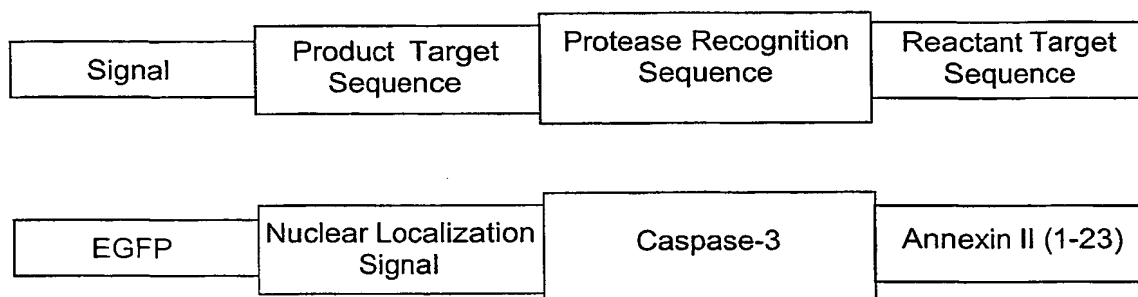 Signal
Product Target
Sequence
Protease Recognition
Sequence
Reactant Target
Sequence
EGFP
Nuclear Localization
Signal
Caspase-3
Annexin II (1-23)